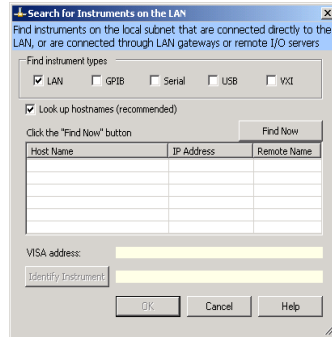 Search for Instruments on the LAN
Find instruments on the local subnet that are connected directly to the
LAN, or are connected through LAN gateways or remote I/O servers
Find instrument types
LAN GPIB Serial USB VXI
Look up hostnames (recommended)
Click the "Find Now" button Find Now
Host Name IP Address Remote Name
VISA address:
Identify Instrument
OK Cancel Help